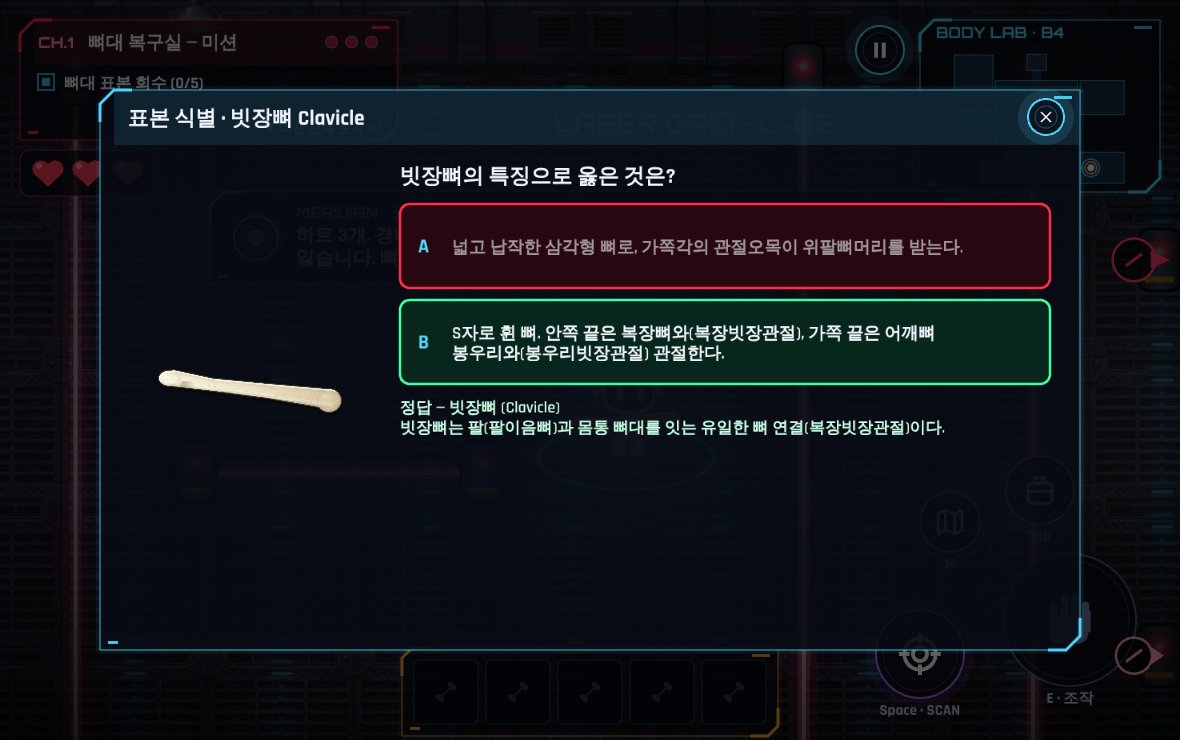 CH.1 뼈대 복구실 – 미션
뼈대 표본 회수 (0/5)
BODY LAB · B4
표본 식별 · 빗장뼈 Clavicle
빗장뼈의 특징으로 옳은 것은?
MERIDIAN ·
하트 3개. 경
잃습니다. 뼈
A 넓고 납작한 삼각형 뼈로, 가쪽각의 관절오목이 위팔뼈머리를 받는다.
B S자로 휜 뼈. 안쪽 끝은 복장뼈와(복장빗장관절), 가쪽 끝은 어깨뼈
봉우리와(봉우리빗장관절) 관절한다.
정답 – 빗장뼈 (Clavicle)
빗장뼈는 팔(팔이음뼈)과 몸통 뼈대를 잇는 유일한 뼈 연결(복장빗장관절)이다.
Tab
M
E · 조작
Space · SCAN